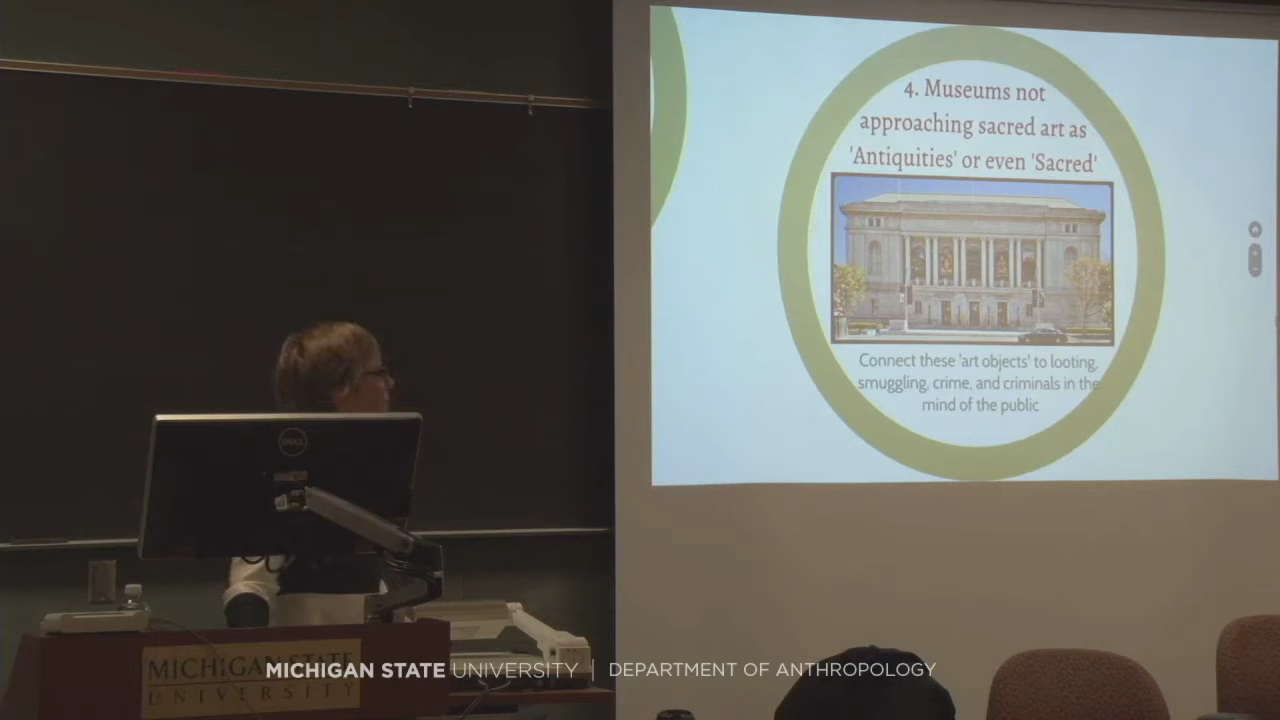 4. Museums not
approaching sacred art as
'Antiquities' or even 'Sacred'
Connect these 'art objects' to looting,
smuggling, crime, and criminals in the
mind of the public
DELL
MICHIGAN STATE
UNIVERSITY
MICHIGAN STATE UNIVERSITY | DEPARTMENT OF ANTHROPOLOGY